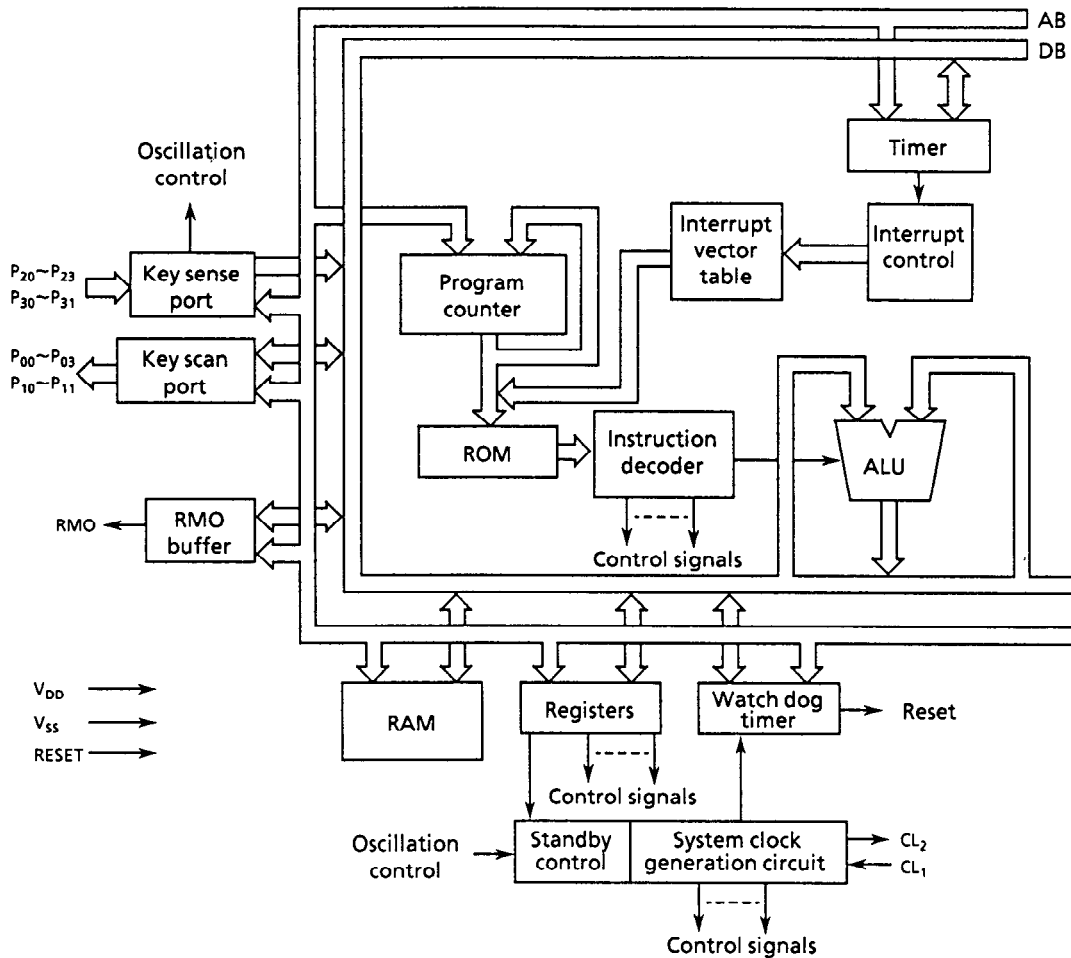 AB
DB
Timer
Oscillation
control
Interrupt
vector
table
Interrupt
control
P₂₀~P₂₃
P₃₀~P₃₁
Key sense
port
Program
counter
P₀₀~P₀₃
P₁₀~P₁₁
Key scan
port
ROM
Instruction
decoder
ALU
RMO
RMO
buffer
Control signals
V_DD
V_SS
RESET
RAM
Registers
Watch dog
timer
Reset
Control signals
Oscillation
control
Standby
control
System clock
generation circuit
CL₂
CL₁
Control signals